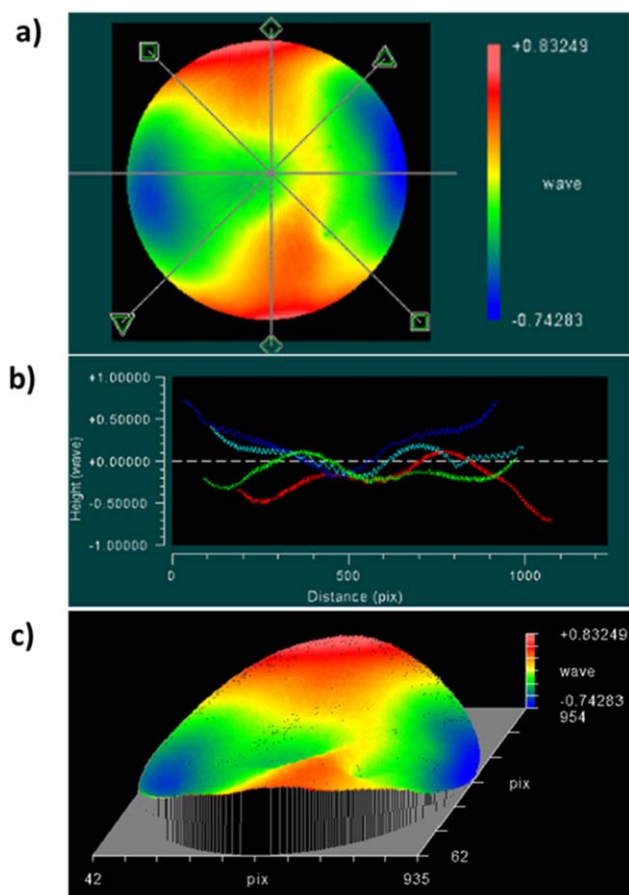 a)
+0.83249
wave
-0.74283
b)
+1.00000
+0.50000
+0.00000
-0.50000
-1.00000
Height (wave)
0
500
1000
Distance (pix)
c)
+0.83249
wave
-0.74283
954
pix
62
42
pix
935